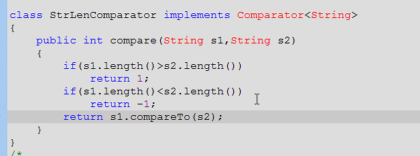 class StrLenComparator implements Comparator<String>
{
    public int compare(String s1,String s2)
    {
        if(s1.length()>s2.length())
            return 1;
        if(s1.length()<s2.length())
            return -1;
        return s1.compareTo(s2);
    }
}
/*